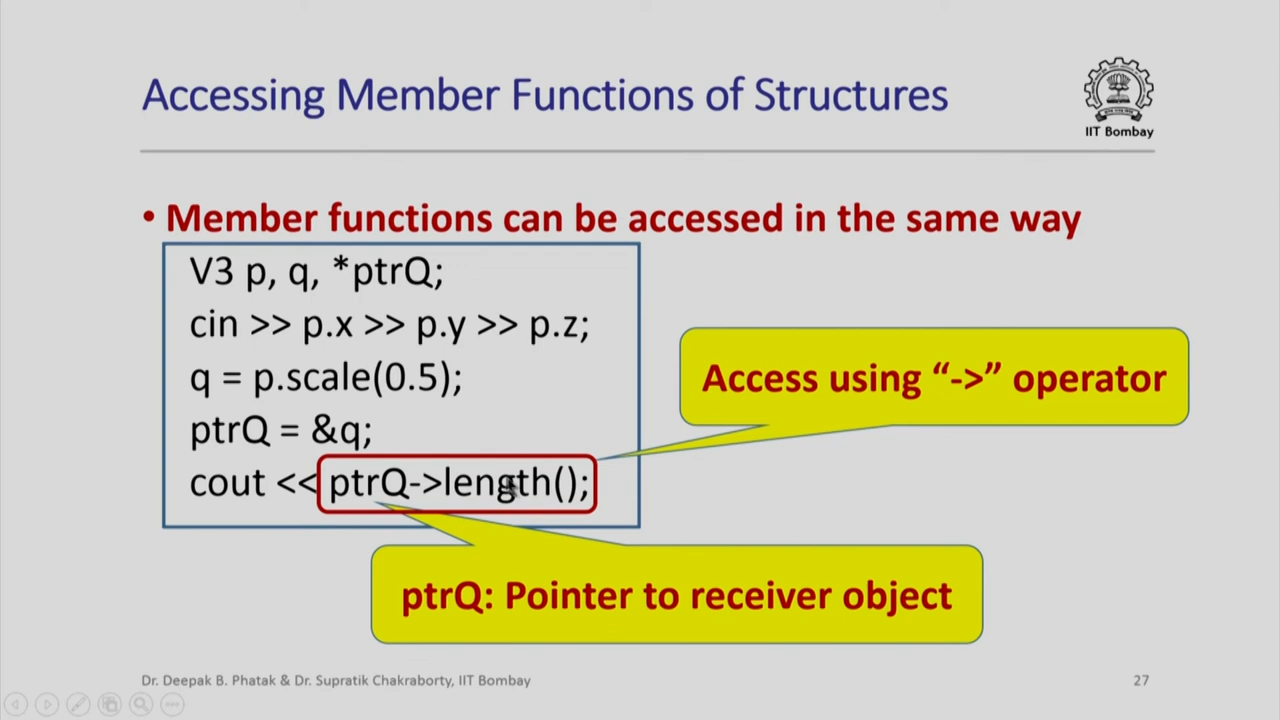 Accessing Member Functions of Structures
IIT Bombay
• Member functions can be accessed in the same way
V3 p, q, *ptrQ;
cin >> p.x >> p.y >> p.z;
q = p.scale(0.5);
ptrQ = &q;
cout << ptrQ->length();
Access using “->” operator
ptrQ: Pointer to receiver object
Dr. Deepak B. Phatak & Dr. Supratik Chakraborty, IIT Bombay
27